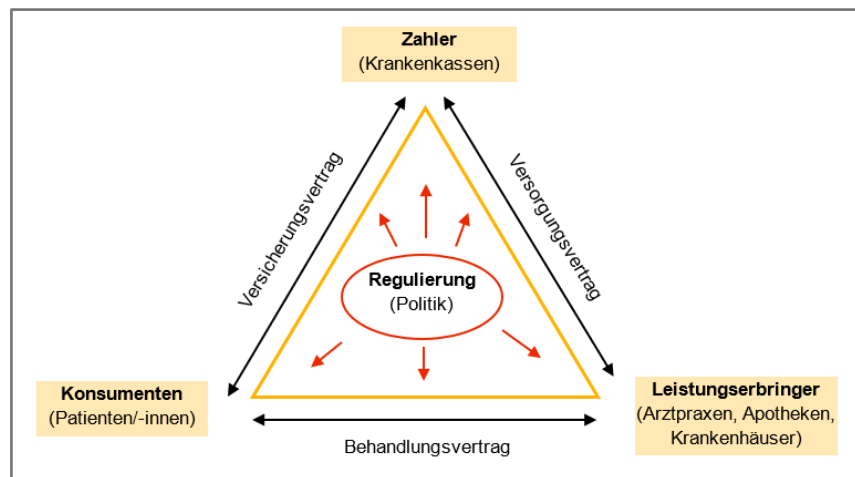 Zahler
(Krankenkassen)
Versicherungsvertrag
Versorgungsvertrag
Regulierung
(Politik)
Konsumenten
(Patienten/-innen)
Leistungserbringer
(Arztpraxen, Apotheken,
Krankenhäuser)
Behandlungsvertrag